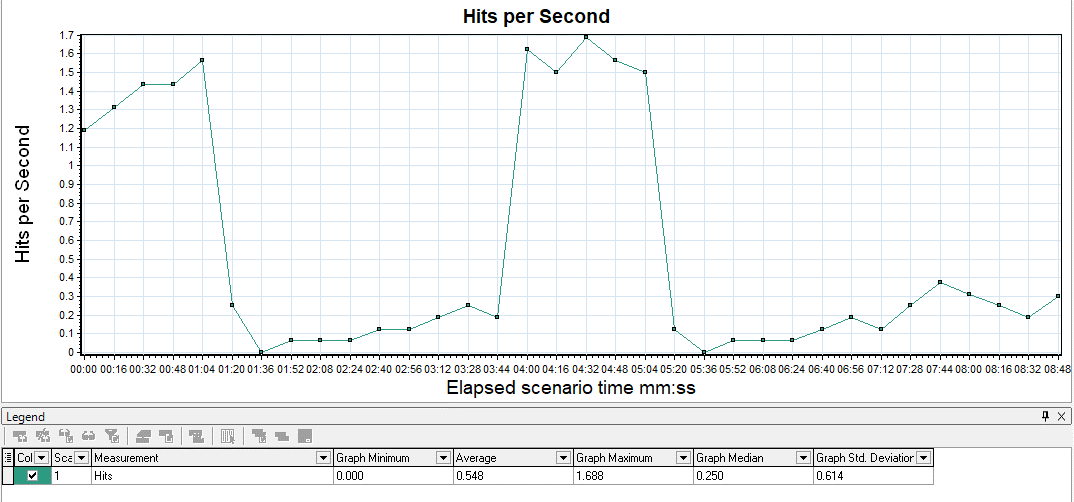 Hits per Second
1.7
1.6
1.5
1.4
1.3
1.2
1.1
1
0.9
0.8
0.7
0.6
0.5
0.4
0.3
0.2
0.1
0
Hits per Second
00:00 00:16 00:32 00:48 01:04 01:20 01:36 01:52 02:08 02:24 02:40 02:56 03:12 03:28 03:44 04:00 04:16 04:32 04:48 05:04 05:20 05:36 05:52 06:08 06:24 06:40 06:56 07:12 07:28 07:44 08:00 08:16 08:32 08:48
Elapsed scenario time mm:ss
Legend
Col Sca Measurement Graph Minimum Average Graph Maximum Graph Median Graph Std. Deviation
1 Hits 0.000 0.548 1.688 0.250 0.614